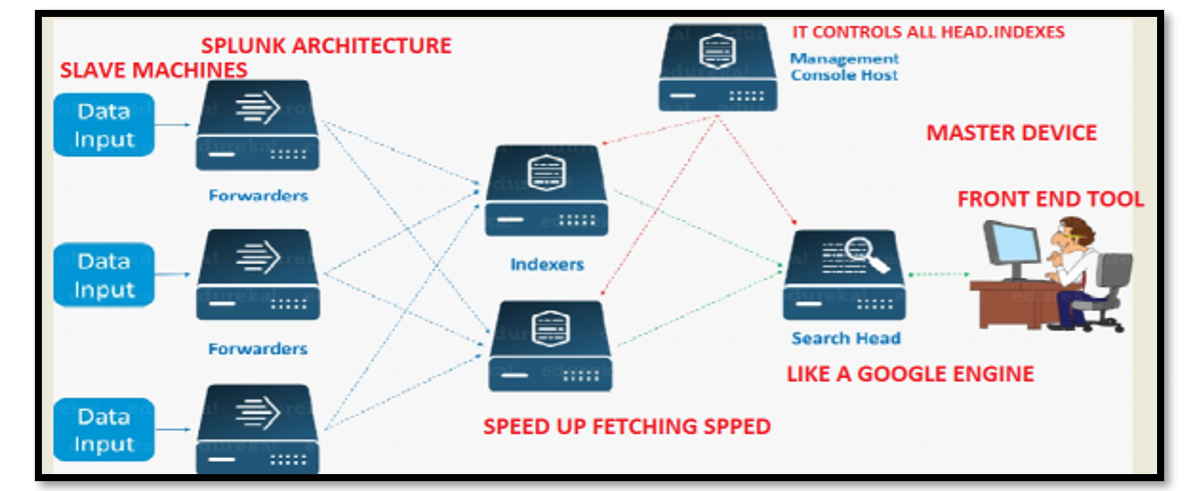 SPLUNK ARCHITECTURE
IT CONTROLS ALL HEAD.INDEXES
SLAVE MACHINES
Management
Console Host
Data
Input
MASTER DEVICE
Forwarders
FRONT END TOOL
Data
Input
Indexers
Forwarders
Search Head
LIKE A GOOGLE ENGINE
Data
Input
SPEED UP FETCHING SPPED